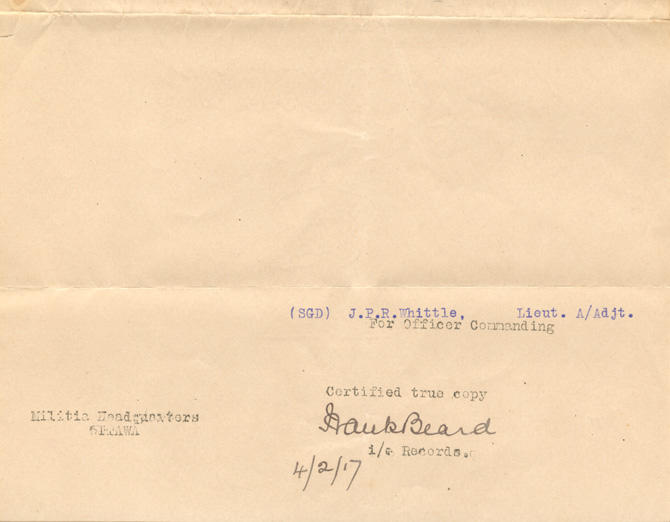 (SGD) J.P.R.Whittle, Lieut. A/Adjt.
For Officer Commanding
Certified true copy
Militia Headquarters
OTTAWA
Frank Beard
i/c Records.
4/2/17